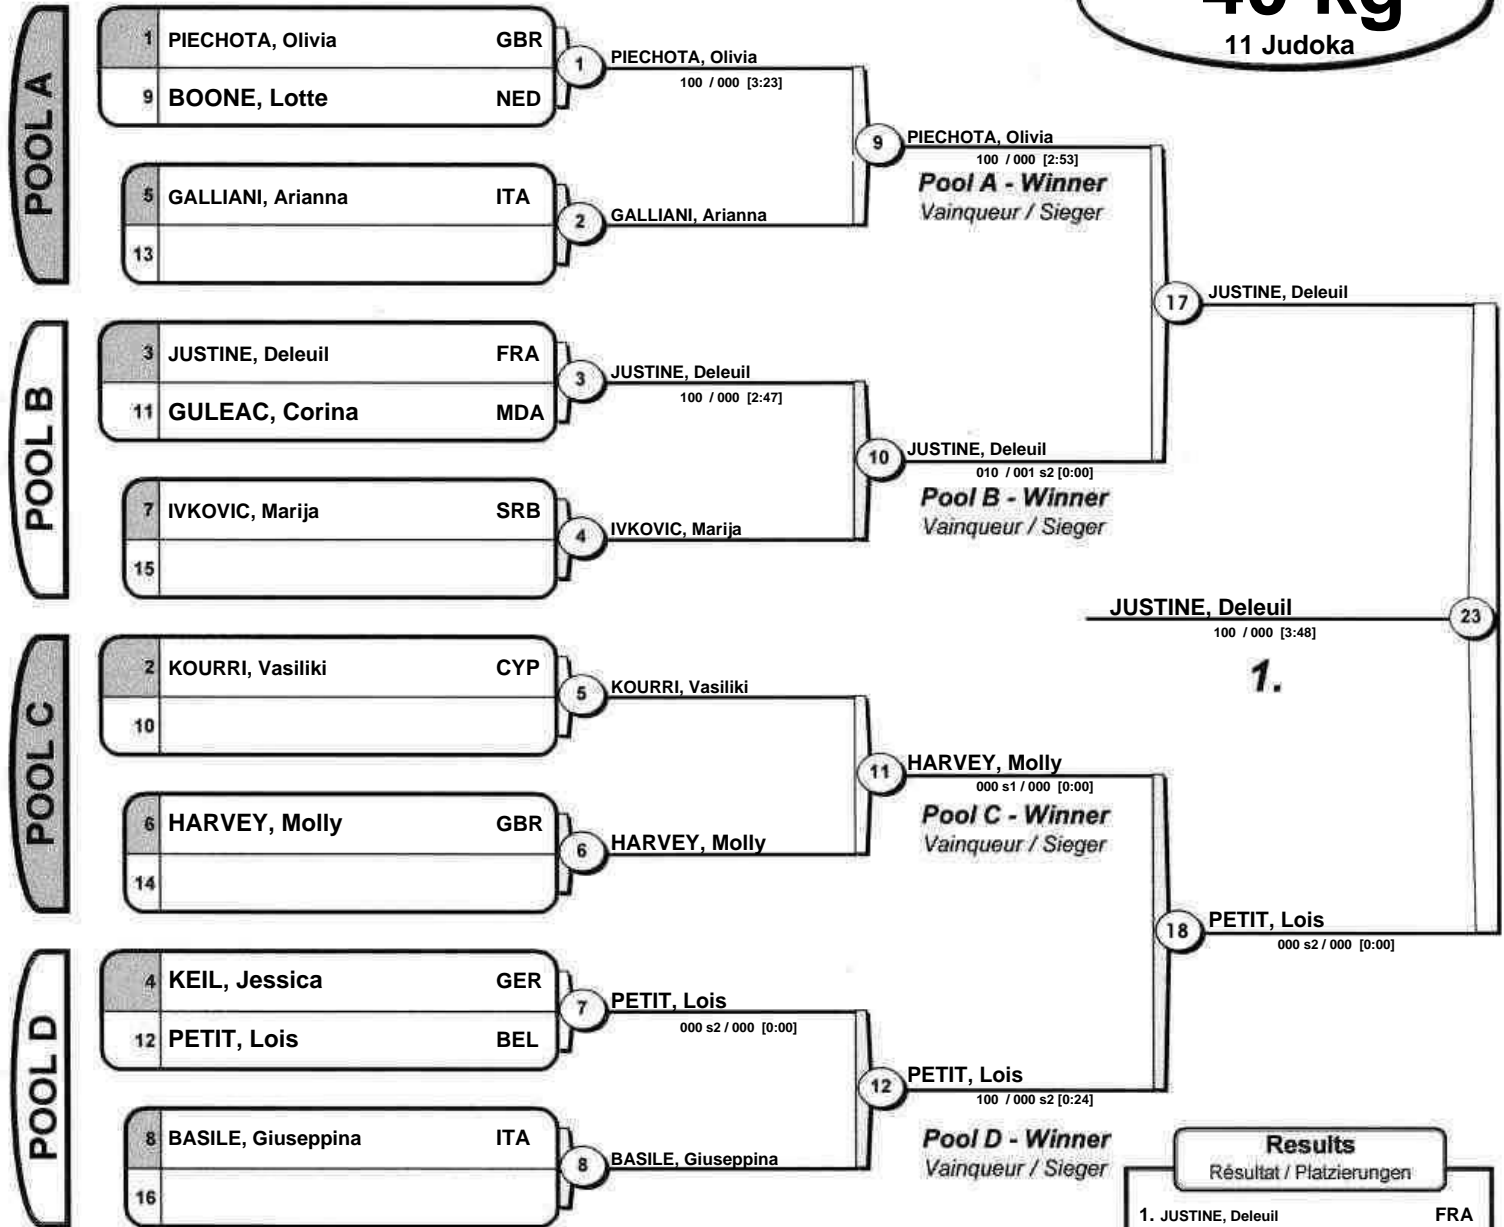 11 Judoka
POOL A
1 PIECHOTA, Olivia GBR
9 BOONE, Lotte NED
1
PIECHOTA, Olivia
100 / 000 [3:23]
5 GALLIANI, Arianna ITA
13
2
GALLIANI, Arianna
9
PIECHOTA, Olivia
100 / 000 [2:53]
Pool A - Winner
Vainqueur / Sieger
POOL B
3 JUSTINE, Deleuil FRA
11 GULEAC, Corina MDA
3
JUSTINE, Deleuil
100 / 000 [2:47]
7 IVKOVIC, Marija SRB
15
4
IVKOVIC, Marija
10
JUSTINE, Deleuil
010 / 001 s2 [0:00]
Pool B - Winner
Vainqueur / Sieger
17
JUSTINE, Deleuil
POOL C
2 KOURRI, Vasiliki CYP
10
5
KOURRI, Vasiliki
6 HARVEY, Molly GBR
14
6
HARVEY, Molly
11
HARVEY, Molly
000 s1 / 000 [0:00]
Pool C - Winner
Vainqueur / Sieger
POOL D
4 KEIL, Jessica GER
12 PETIT, Lois BEL
7
PETIT, Lois
000 s2 / 000 [0:00]
8 BASILE, Giuseppina ITA
16
8
BASILE, Giuseppina
12
PETIT, Lois
100 / 000 s2 [0:24]
Pool D - Winner
Vainqueur / Sieger
18
PETIT, Lois
000 s2 / 000 [0:00]
23
JUSTINE, Deleuil
100 / 000 [3:48]
1.
Results
Résultat / Platzierungen
1. JUSTINE, Deleuil FRA